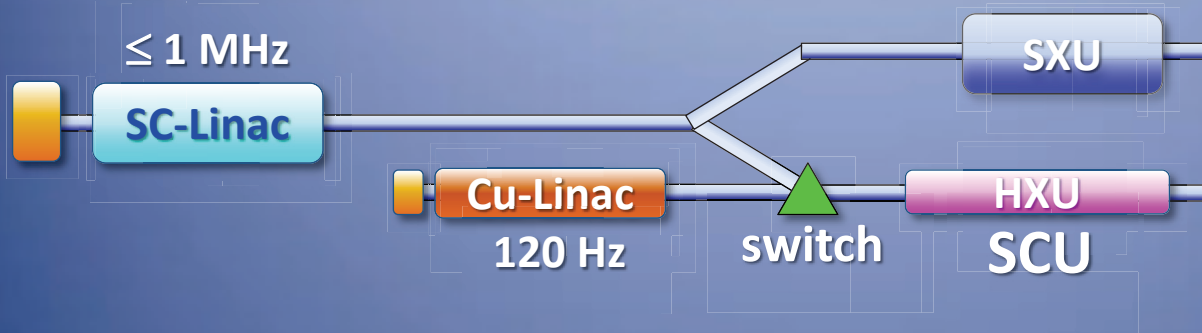 ≤ 1 MHz
SC-Linac
SXU
Cu-Linac
120 Hz
switch
HXU
SCU